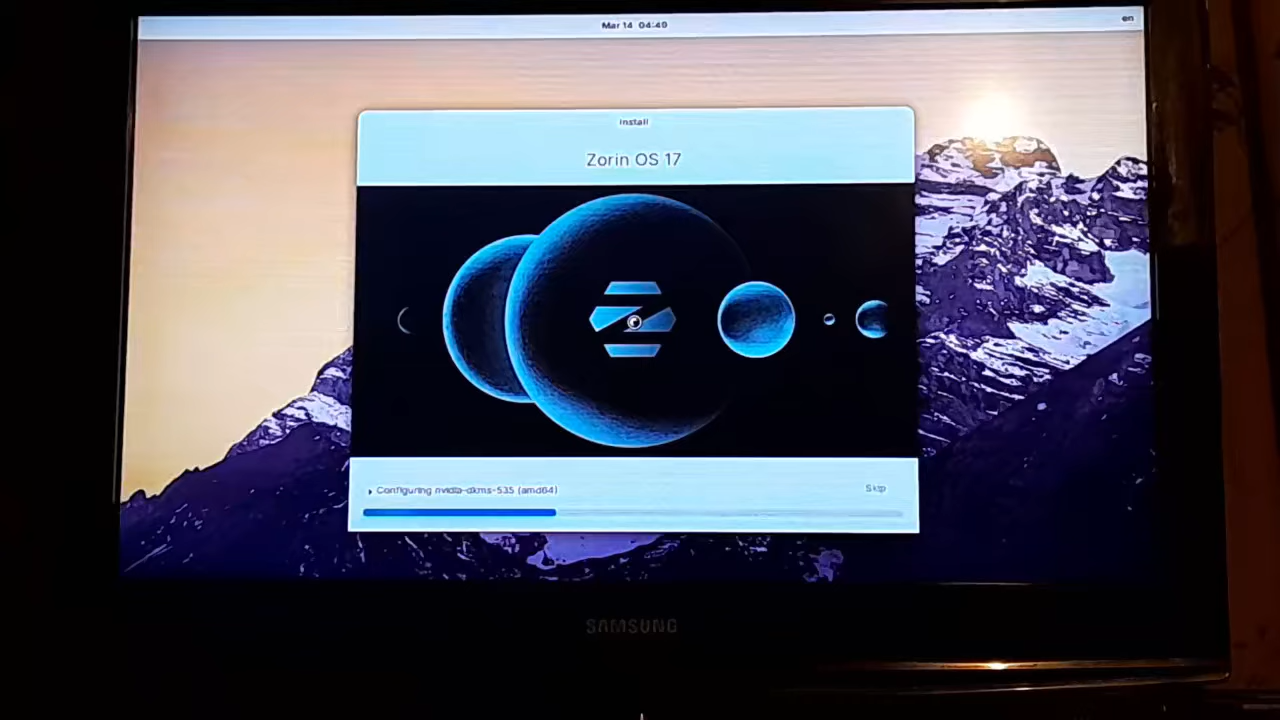 Mar 14 04:40
en
Install
Zorin OS 17
Configuring nvidia-dkms-535 (amd64)
Skip
SAMSUNG